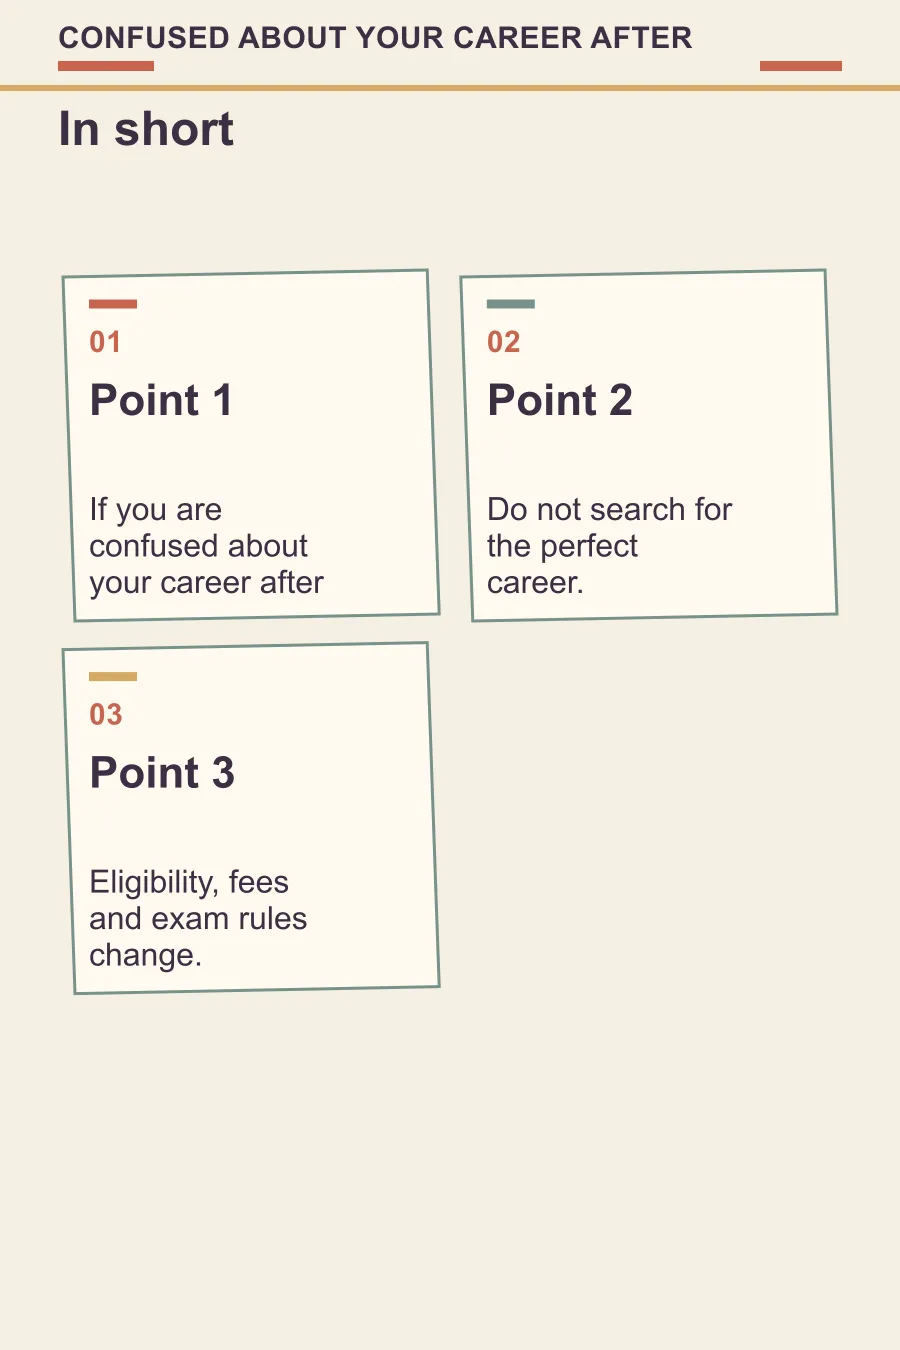 CONFUSED ABOUT YOUR CAREER AFTER
In short
01
Point 1
If you are
confused about
your career after
02
Point 2
Do not search for
the perfect
career.
03
Point 3
Eligibility, fees
and exam rules
change.